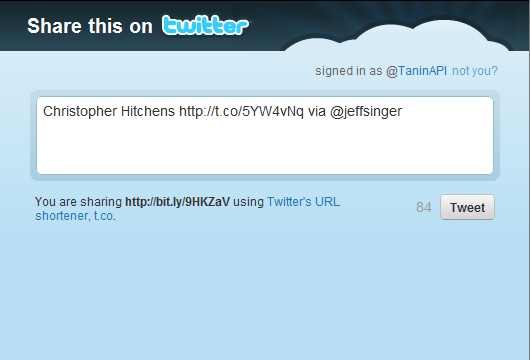 Share this on twitter
signed in as @TaninAPI not you?
Christopher Hitchens http://t.co/5YW4vNq via @jeffsinger
You are sharing http://bit.ly/9HKZaV using Twitter's URL
shortener, t.co.
84 Tweet